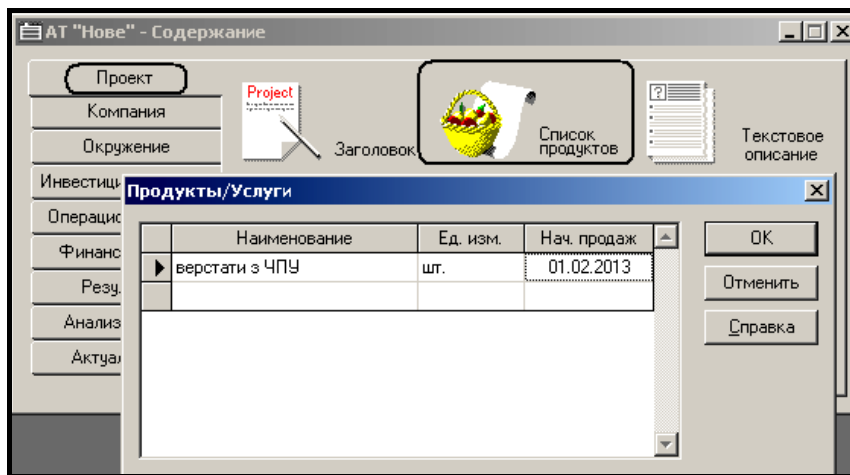 АТ "Нове" - Содержание
Проект
Компания
Окружение
Инвестици
Операцио
Финанс
Резу.
Анализ
Актуал
Project
Заголовок
Список
продуктов
?
Текстовое
описание
Продукты/Услуги
Наименование Ед. изм. Нач. продаж
верстати з ЧПУ шт. 01.02.2013
OK
Отменить
Справка